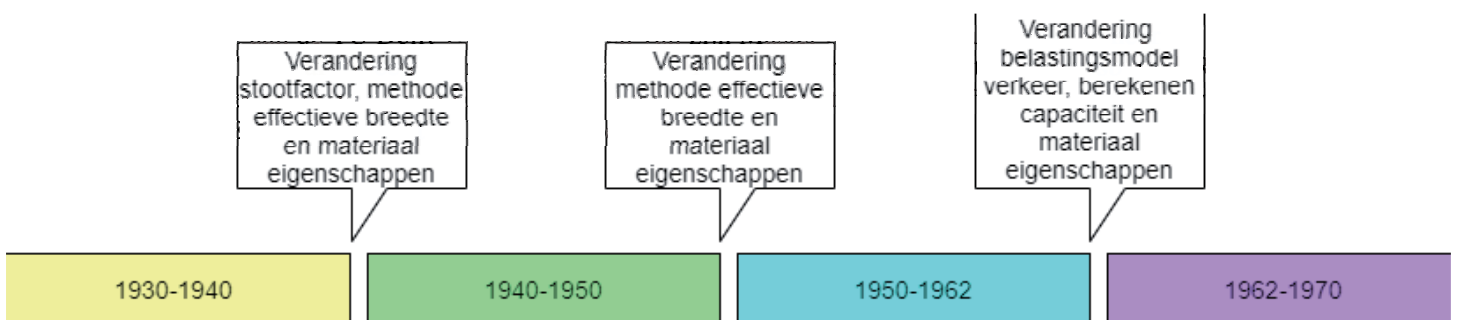 Verandering
stootfactor, methode
effectieve breedte
en materiaal
eigenschappen
Verandering
methode effectieve
breedte en
materiaal
eigenschappen
Verandering
belastingsmodel
verkeer, berekenen
capaciteit en
materiaal
eigenschappen
1930-1940
1940-1950
1950-1962
1962-1970